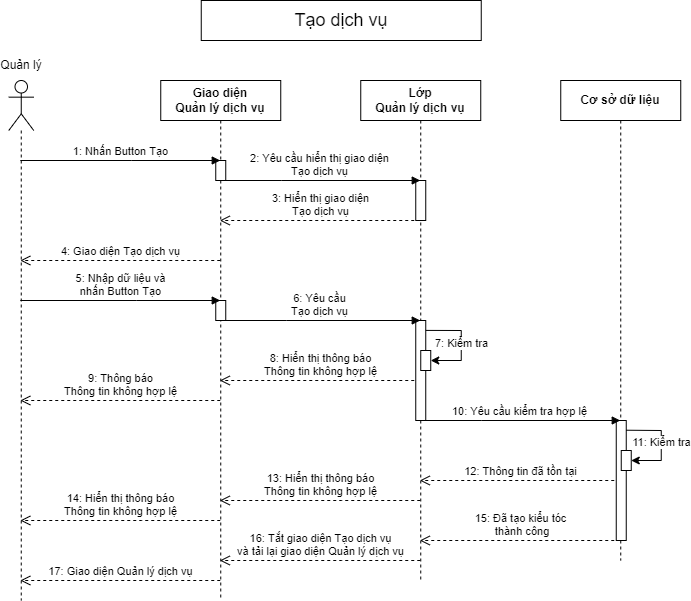 Tạo dịch vụ
Quản lý
Giao diện
Quản lý dịch vụ
Lớp
Quản lý dịch vụ
Cơ sở dữ liệu
1: Nhấn Button Tạo
2: Yêu cầu hiển thị giao diện
Tạo dịch vụ
3: Hiển thị giao diện
Tạo dịch vụ
4: Giao diện Tạo dịch vụ
5: Nhập dữ liệu và
nhấn Button Tạo
6: Yêu cầu
Tạo dịch vụ
7: Kiểm tra
8: Hiển thị thông báo
Thông tin không hợp lệ
9: Thông báo
Thông tin không hợp lệ
10: Yêu cầu kiểm tra hợp lệ
11: Kiểm tra
12: Thông tin đã tồn tại
13: Hiển thị thông báo
Thông tin không hợp lệ
14: Hiển thị thông báo
Thông tin không hợp lệ
15: Đã tạo kiểu tóc
thành công
16: Tắt giao diện Tạo dịch vụ
và tải lại giao diện Quản lý dịch vụ
17: Giao diện Quản lý dịch vụ